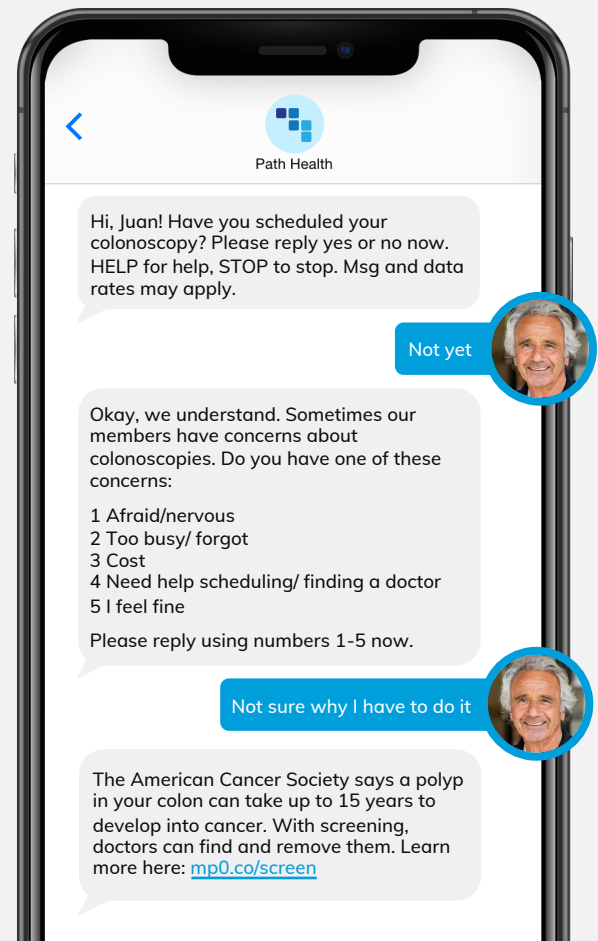 Path Health
Hi, Juan! Have you scheduled your
colonoscopy? Please reply yes or no now.
HELP for help, STOP to stop. Msg and data
rates may apply.
Not yet
Okay, we understand. Sometimes our
members have concerns about
colonoscopies. Do you have one of these
concerns:
1 Afraid/nervous
2 Too busy/ forgot
3 Cost
4 Need help scheduling/ finding a doctor
5 I feel fine
Please reply using numbers 1-5 now.
Not sure why I have to do it
The American Cancer Society says a polyp
in your colon can take up to 15 years to
develop into cancer. With screening,
doctors can find and remove them. Learn
more here: mp0.co/screen